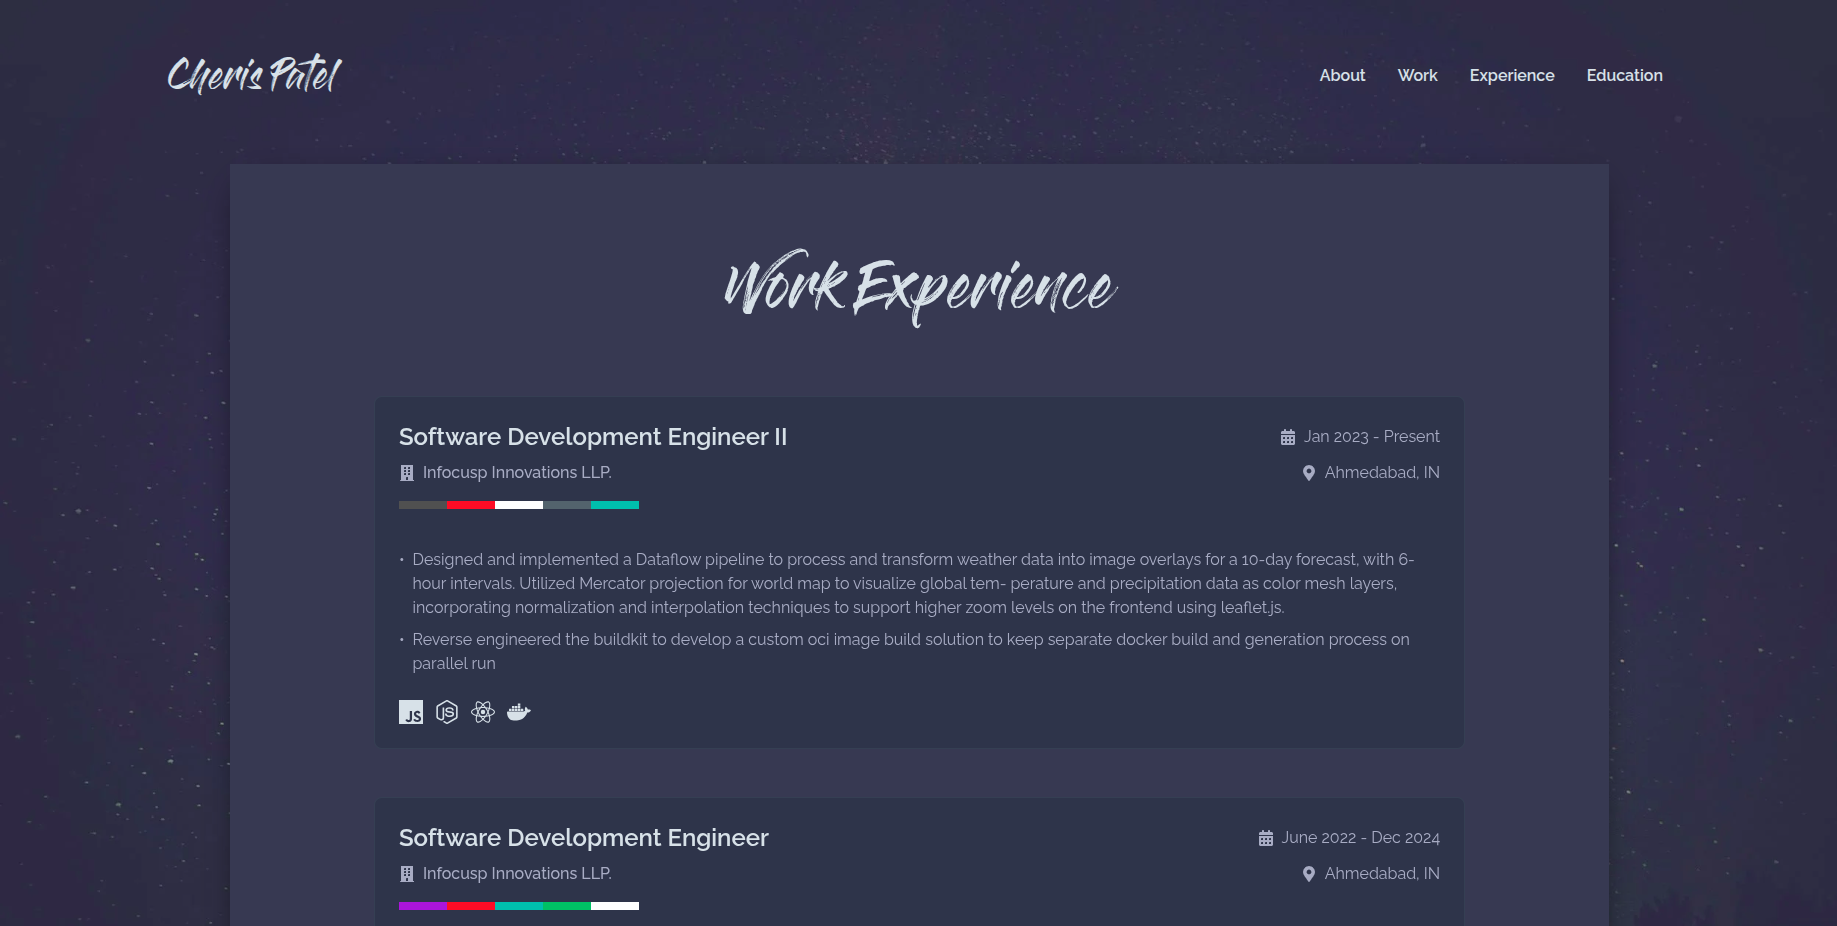 Cheris Patel
About Work Experience Education
Work Experience
Software Development Engineer II
Jan 2023 - Present
Infocusp Innovations LLP.
Ahmedabad, IN
• Designed and implemented a Dataflow pipeline to process and transform weather data into image overlays for a 10-day forecast, with 6-
hour intervals. Utilized Mercator projection for world map to visualize global tem- perature and precipitation data as color mesh layers,
incorporating normalization and interpolation techniques to support higher zoom levels on the frontend using leaflet.js.
• Reverse engineered the buildkit to develop a custom oci image build solution to keep separate docker build and generation process on
parallel run
JS JS
Software Development Engineer
June 2022 - Dec 2024
Infocusp Innovations LLP.
Ahmedabad, IN